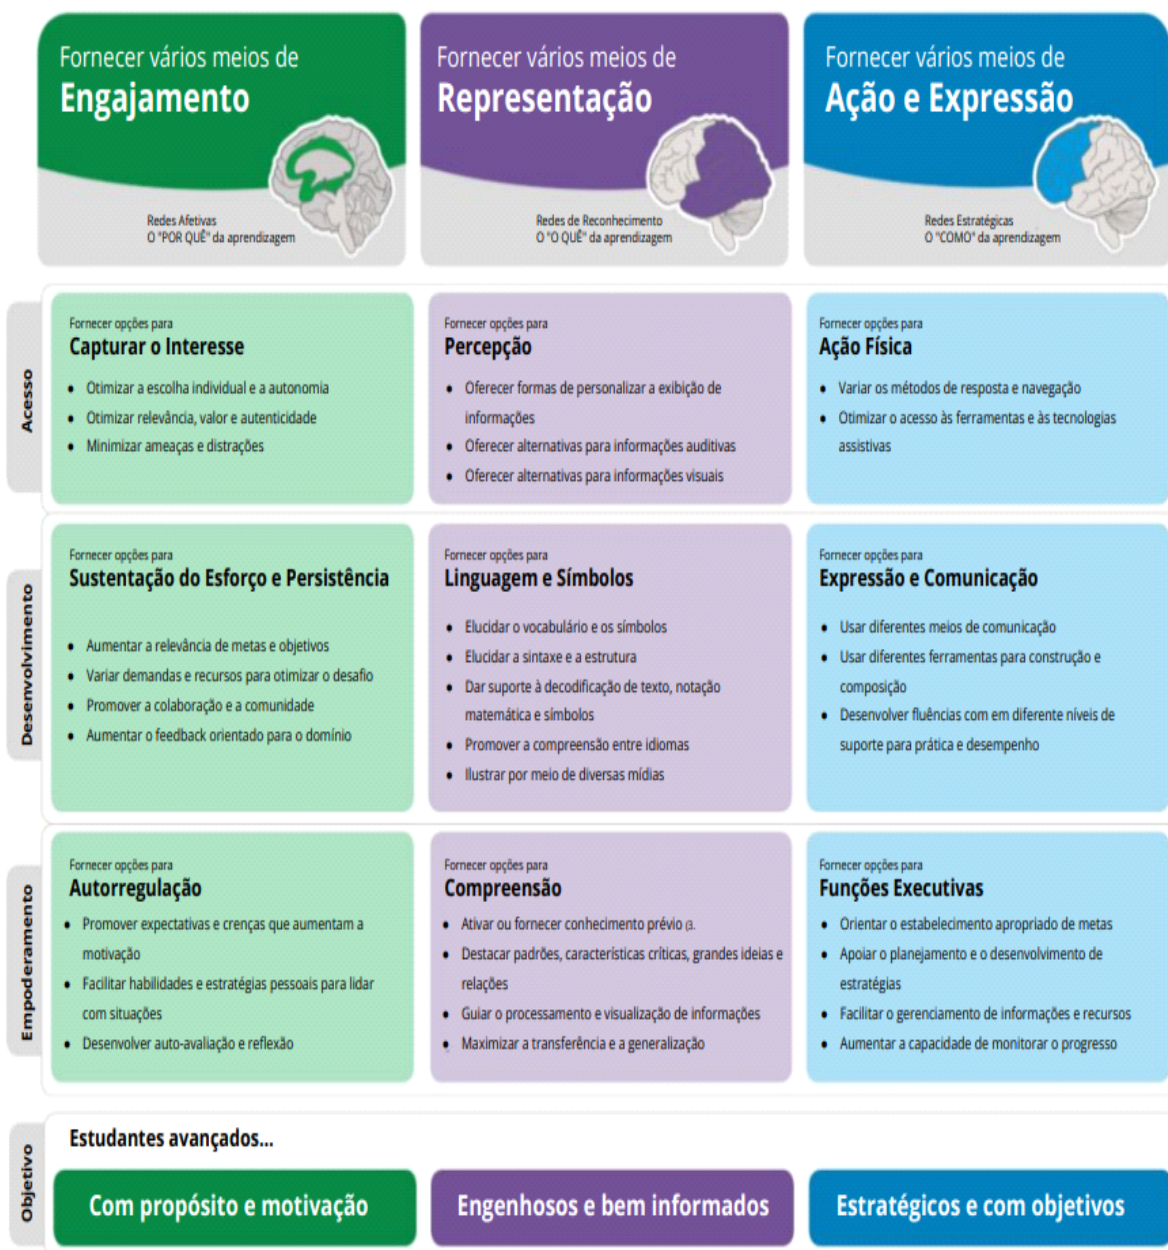 Fornecer vários meios de
Engajamento
Redes Afetivas
O "POR QUÊ" da aprendizagem
Fornecer vários meios de
Representação
Redes de Reconhecimento
O "O QUÊ" da aprendizagem
Fornecer vários meios de
Ação e Expressão
Redes Estratégicas
O "COMO" da aprendizagem
Acesso
Fornecer opções para
Capturar o Interesse
• Otimizar a escolha individual e a autonomia
• Otimizar relevância, valor e autenticidade
• Minimizar ameaças e distrações
Fornecer opções para
Percepção
• Oferecer formas de personalizar a exibição de
informações
• Oferecer alternativas para informações auditivas
• Oferecer alternativas para informações visuais
Fornecer opções para
Ação Física
• Variar os métodos de resposta e navegação
• Otimizar o acesso às ferramentas e às tecnologias
assistivas
Desenvolvimento
Fornecer opções para
Sustentação do Esforço e Persistência
• Aumentar a relevância de metas e objetivos
• Variar demandas e recursos para otimizar o desafio
• Promover a colaboração e a comunidade
• Aumentar o feedback orientado para o domínio
Fornecer opções para
Linguagem e Símbolos
• Elucidar o vocabulário e os símbolos
• Elucidar a sintaxe e a estrutura
• Dar suporte à decodificação de texto, notação
matemática e símbolos
• Promover a compreensão entre idiomas
• Ilustrar por meio de diversas mídias
Fornecer opções para
Expressão e Comunicação
• Usar diferentes meios de comunicação
• Usar diferentes ferramentas para construção e
composição
• Desenvolver fluências com em diferente níveis de
suporte para prática e desempenho
Empoderamento
Fornecer opções para
Autorregulação
• Promover expectativas e crenças que aumentam a
motivação
• Facilitar habilidades e estratégias pessoais para lidar
com situações
• Desenvolver auto-avaliação e reflexão
Fornecer opções para
Compreensão
• Ativar ou fornecer conhecimento prévio (3.
• Destacar padrões, características críticas, grandes ideias e
relações
• Guiar o processamento e visualização de informações
• Maximizar a transferência e a generalização
Fornecer opções para
Funções Executivas
• Orientar o estabelecimento apropriado de metas
• Apoiar o planejamento e o desenvolvimento de
estratégias
• Facilitar o gerenciamento de informações e recursos
• Aumentar a capacidade de monitorar o progresso
Objetivo
Estudantes avançados...
Com propósito e motivação
Engenhosos e bem informados
Estratégicos e com objetivos